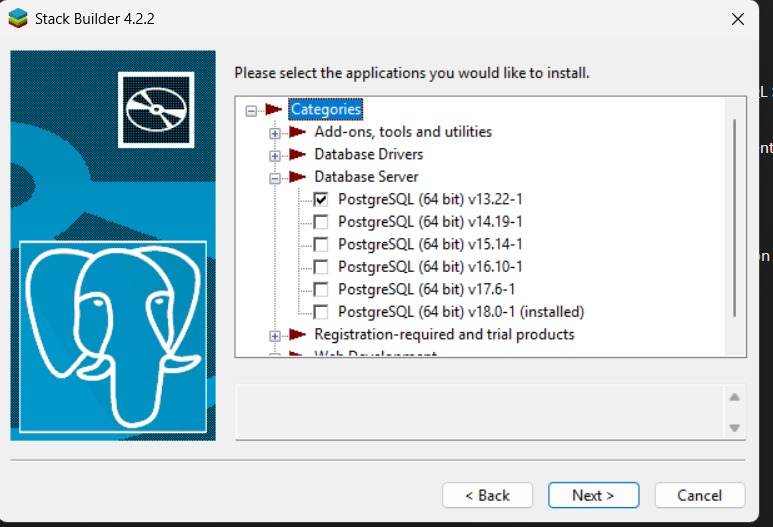 Stack Builder 4.2.2
Please select the applications you would like to install.
Categories
Add-ons, tools and utilities
Database Drivers
Database Server
PostgreSQL (64 bit) v13.22-1
PostgreSQL (64 bit) v14.19-1
PostgreSQL (64 bit) v15.14-1
PostgreSQL (64 bit) v16.10-1
PostgreSQL (64 bit) v17.6-1
PostgreSQL (64 bit) v18.0-1 (installed)
Registration-required and trial products
Web Development
< Back
Next >
Cancel